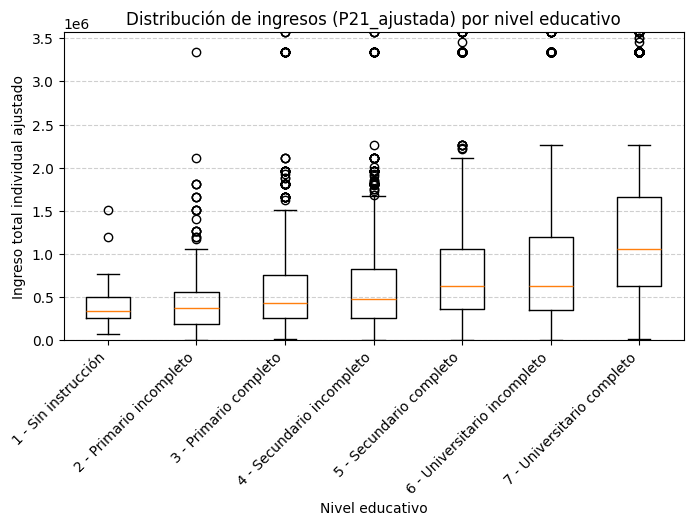 Distribución de ingresos (P21_ajustada) por nivel educativo
1e6
3.5
3.0
2.5
2.0
1.5
1.0
0.5
0.0
Ingreso total individual ajustado
1 - Sin instrucción
2 - Primario incompleto
3 - Primario completo
4 - Secundario incompleto
5 - Secundario completo
6 - Universitario incompleto
7 - Universitario completo
Nivel educativo